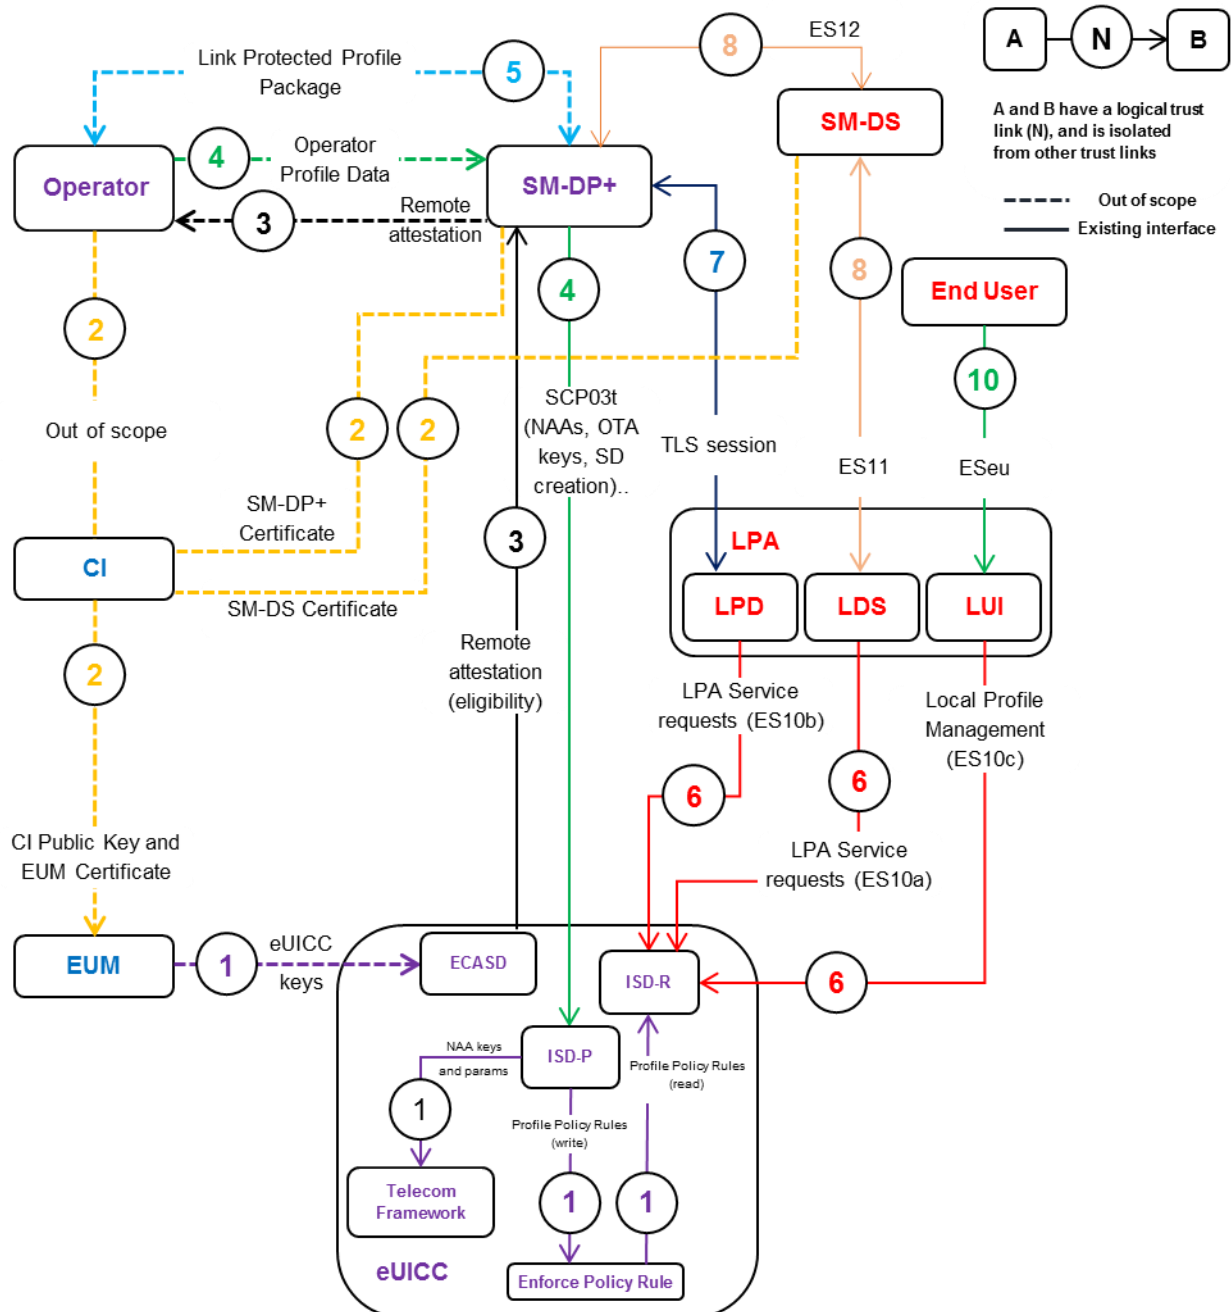 ES12
8
A
N
B
Link Protected Profile
Package
5
SM-DS
A and B have a logical trust
link (N), and is isolated
from other trust links
Operator
4
Operator
Profile Data
SM-DP+
Out of scope
Existing interface
3
Remote
attestation
7
8
End User
2
4
10
Out of scope
2
2
SCP03t
(NAAs, OTA
keys, SD
creation)..
TLS session
ES11
ESeu
SM-DP+
Certificate
3
LPA
CI
LPD
LDS
LUI
SM-DS Certificate
2
Remote
attestation
(eligibility)
LPA Service
requests (ES10b)
Local Profile
Management
(ES10c)
6
6
CI Public Key and
EUM Certificate
LPA Service
requests (ES10a)
EUM
1
eUICC
keys
ECASD
ISD-R
6
NAA keys
and params
ISD-P
Profile Policy Rules
(read)
1
Profile Policy Rules
(write)
Telecom
Framework
1
1
eUICC
Enforce Policy Rule